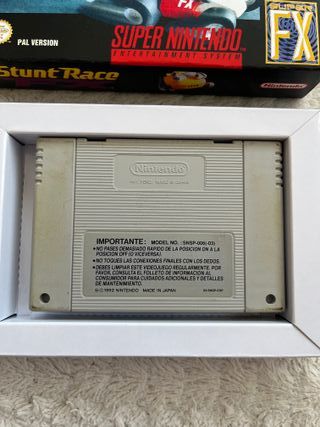 FX
PAL VERSION
SUPER NINTENDO
ENTERTAINMENT SYSTEM
SUPER
FX
Stunt Race
Nintendo
IMPORTANTE: MODEL NO.: SNSP-006(-03)
•NO PASES DEMASIADO RAPIDO DE LA POSICION ON A LA
POSICION OFF (O VICEVERSA).
•NO TOQUES LAS CONEXIONES FINALES CON LOS DEDOS.
•DEBES LIMPIAR ESTE VIDEOJUEGO REGULARMENTE. POR
FAVOR, CONSULTA EL FOLLETO DE INFORMACION AL
CONSUMIDOR PARA CUIDADOS ADICIONALES Y DETALLES
DE MANTENIMIENTO.
©1992 NINTENDO MADE IN JAPAN